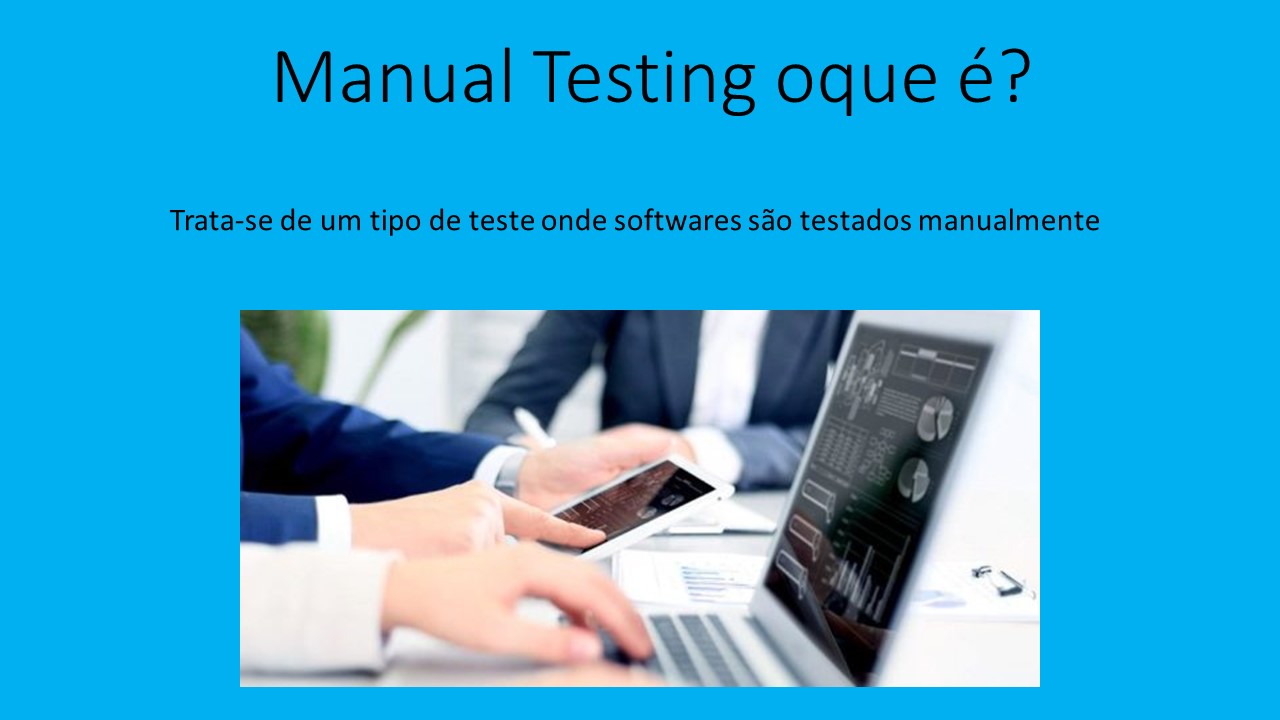 Manual Testing oque é?
Trata-se de um tipo de teste onde softwares são testados manualmente